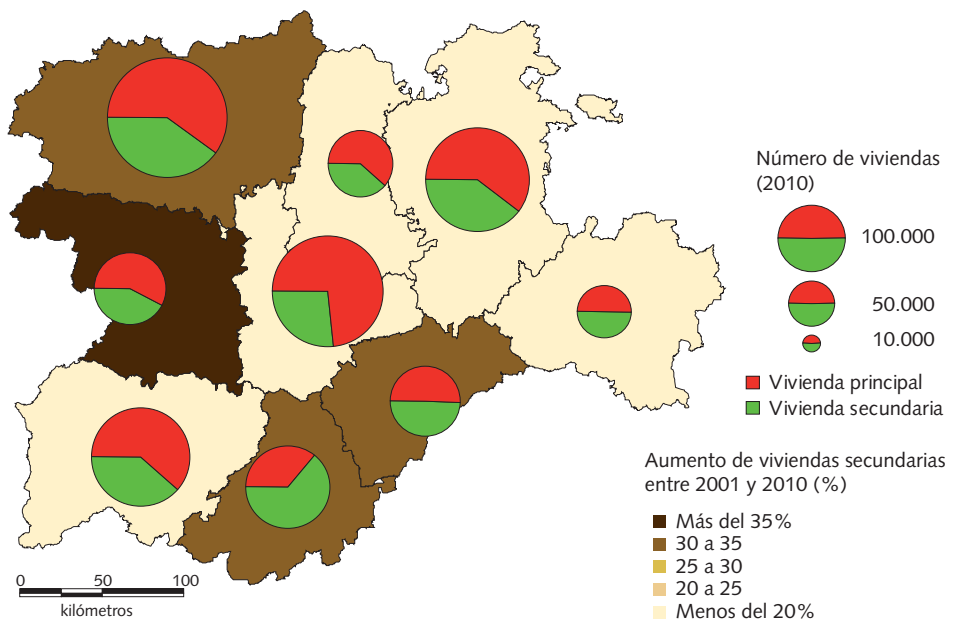 Número de viviendas
(2010)
100.000
50.000
10.000
Vivienda principal
Vivienda secundaria
Aumento de viviendas secundarias
entre 2001 y 2010 (%)
Más del 35%
30 a 35
25 a 30
20 a 25
Menos del 20%
0 50 100
kilómetros